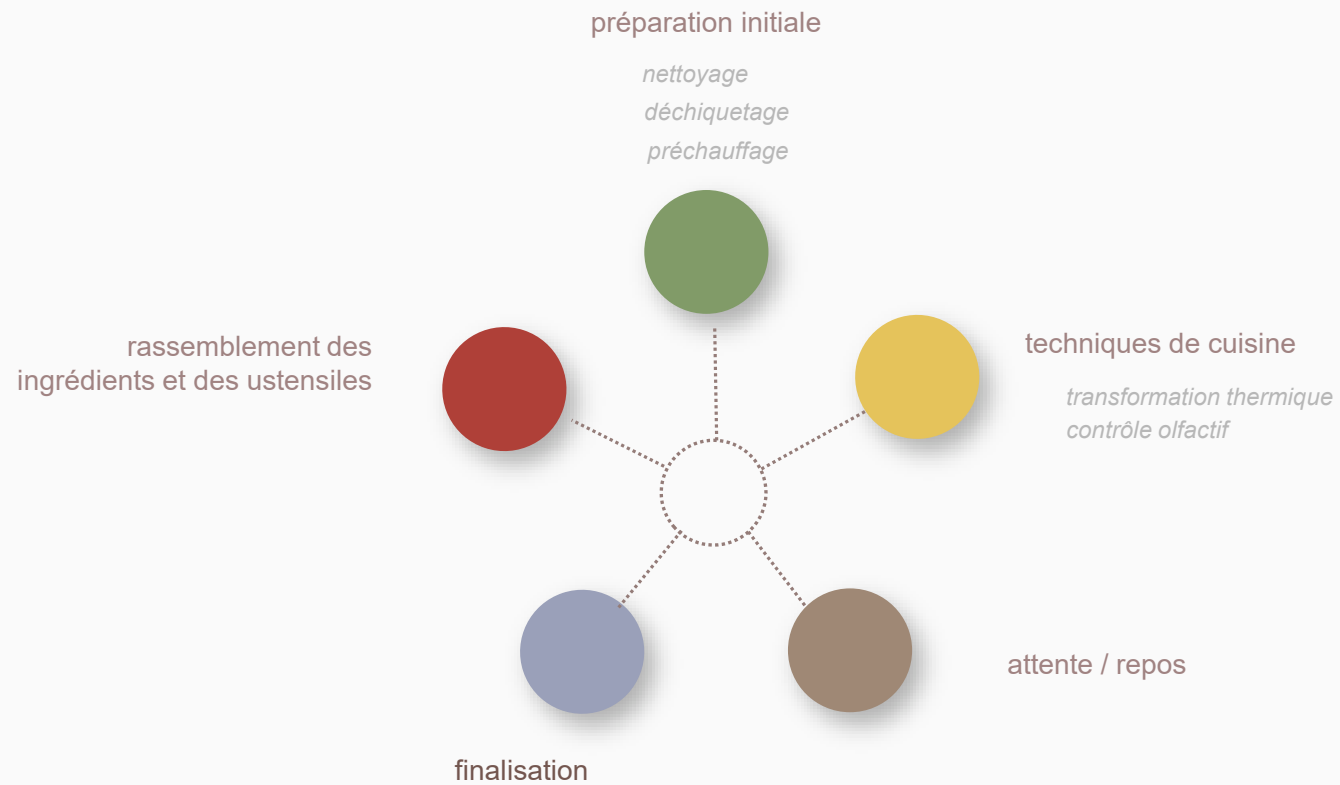 préparation initiale
nettoyage
déchiquetage
préchauffage
rassemblement des
ingrédients et des ustensiles
techniques de cuisine
transformation thermique
contrôle olfactif
attente / repos
finalisation